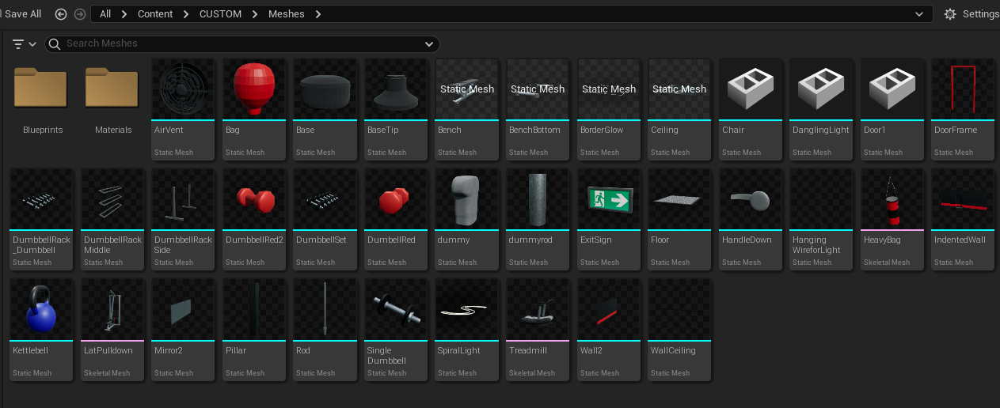 Save All
All
Content
CUSTOM
Meshes
Settings
Search Meshes
Static Mesh
Static Mesh
Static Mesh
Static Mesh
Blueprints
Materials
AirVent
Bag
Base
BaseTip
Bench
BenchBottom
BorderGlow
Ceiling
Chair
DanglingLight
Door1
DoorFrame
Static Mesh
Static Mesh
Static Mesh
Static Mesh
Static Mesh
Static Mesh
Static Mesh
Static Mesh
Static Mesh
Static Mesh
Static Mesh
Static Mesh
DumbbellRack
_Dumbbell
DumbbellRack
Middle
DumbbellRack
Side
DumbbellRed2
DumbbellSet
DumbellRed
dummy
dummyrod
ExitSign
Floor
HandleDown
Hanging
WireforLight
HeavyBag
IndentedWall
Static Mesh
Static Mesh
Static Mesh
Static Mesh
Static Mesh
Static Mesh
Static Mesh
Static Mesh
Static Mesh
Static Mesh
Static Mesh
Static Mesh
Skeletal Mesh
Static Mesh
Kettlebell
LatPulldown
Mirror2
Pillar
Rod
Single
Dumbbell
SpiralLight
Treadmill
Wall2
WallCeiling
Static Mesh
Skeletal Mesh
Static Mesh
Static Mesh
Static Mesh
Static Mesh
Static Mesh
Skeletal Mesh
Static Mesh
Static Mesh